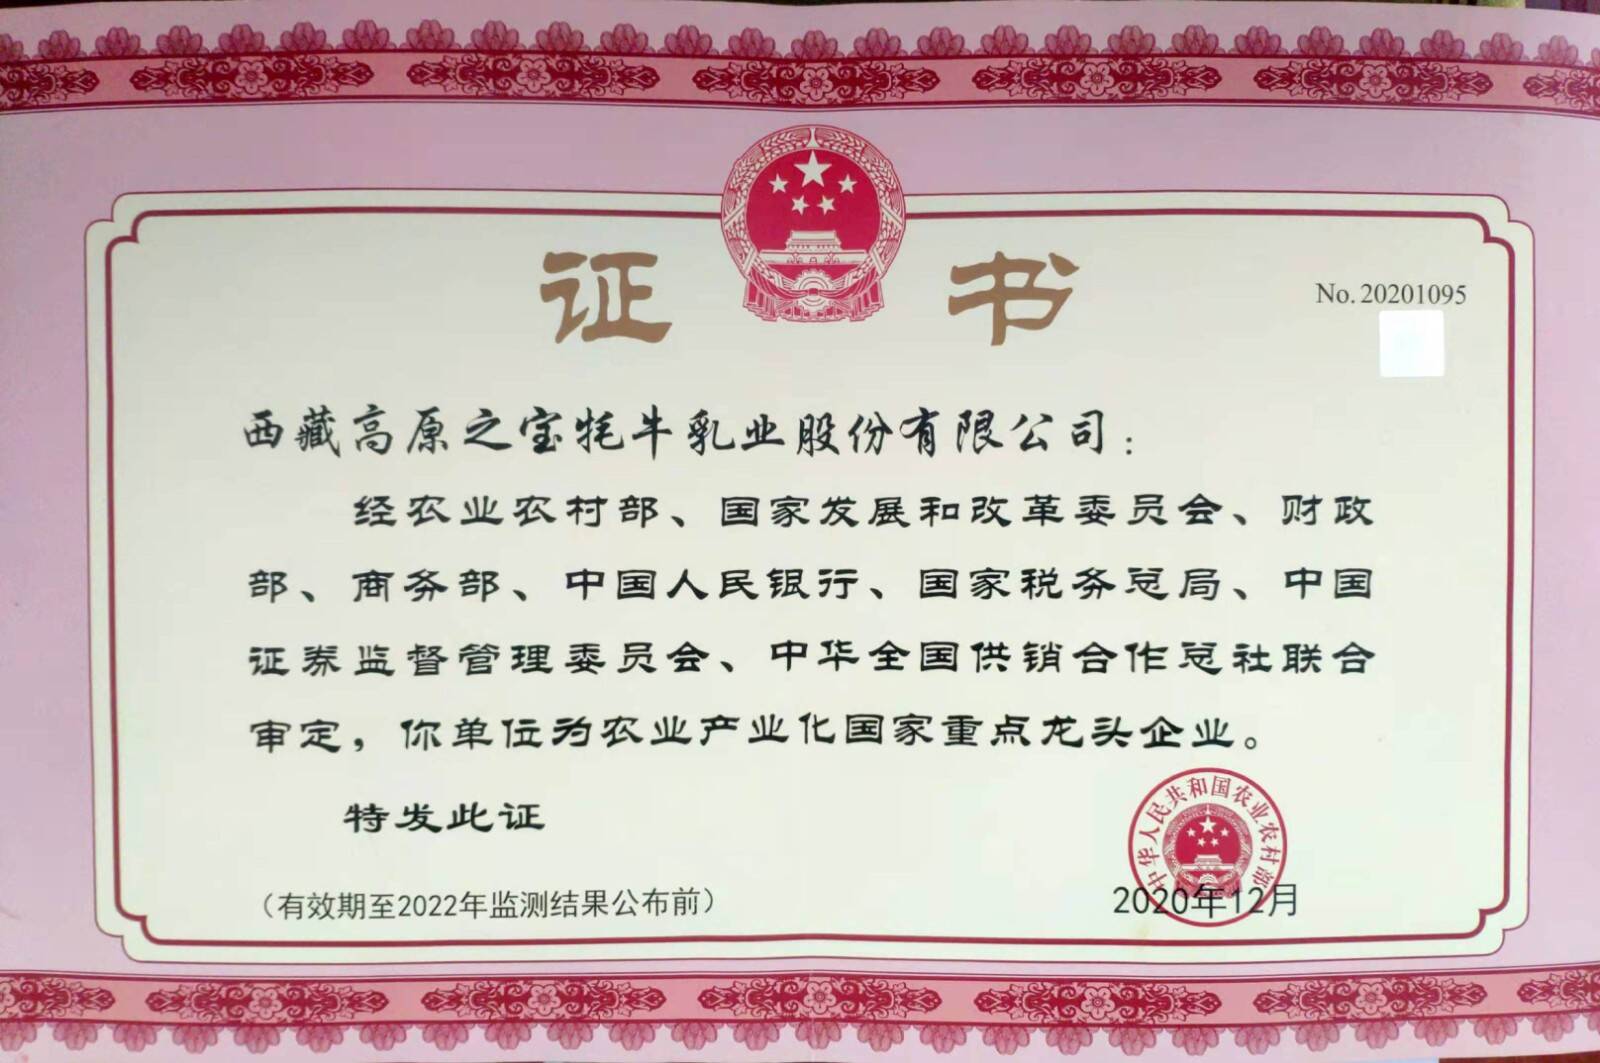 证书
No. 20201095
西藏高原之宝牦牛乳业股份有限公司：
经农业农村部、国家发展和改革委员会、财政
部、商务部、中国人民银行、国家税务总局、中国
证券监督管理委员会、中华全国供销合作总社联合
审定，你单位为农业产业化国家重点龙头企业。
特发此证
中华人民共和国农业农村部
（有效期至2022年监测结果公布前）
2020年12月